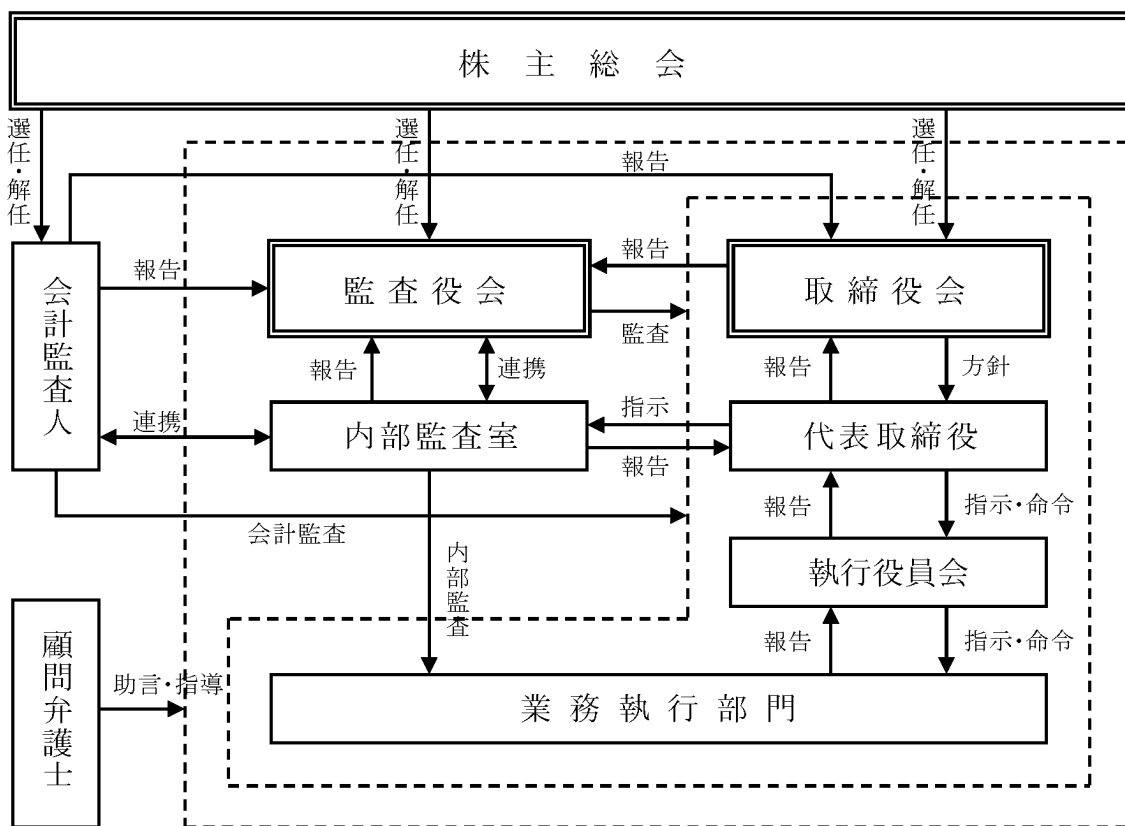 株主総会
選任・解任
選任・解任
選任・解任
報告
会計監査人
報告
監査役会
報告
取締役会
監査
報告
連携
報告
方針
連携
内部監査室
指示
報告
代表取締役
会計監査
内部監査
報告
指示・命令
執行役員会
報告
指示・命令
顧問弁護士
助言・指導
業務執行部門